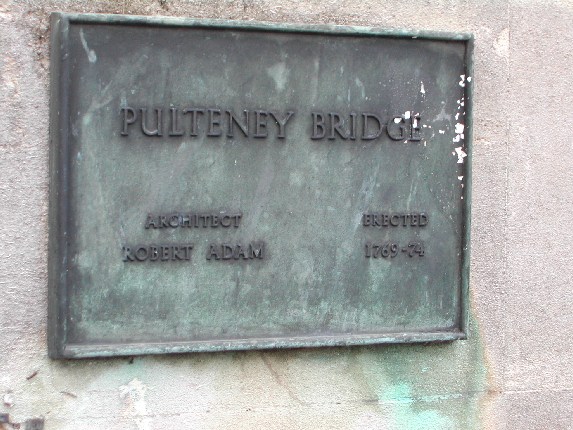 PULTENEY BRIDGE
ARCHITECT
ROBERT ADAM
ERECTED
1769-74